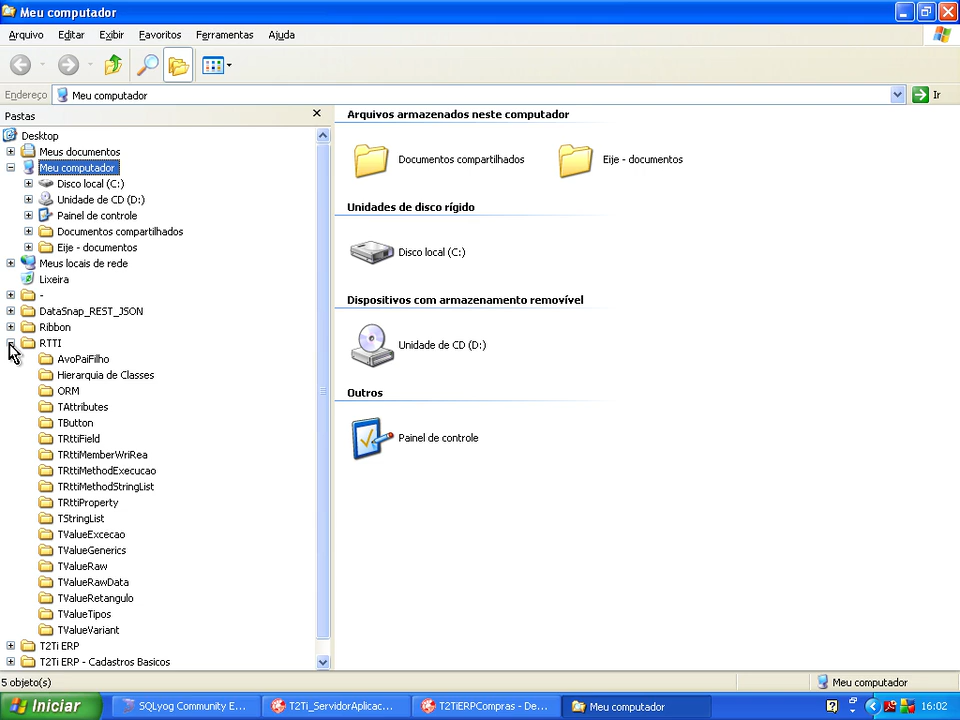 Meu computador
Arquivo Editar Exibir Favoritos Ferramentas Ajuda
Endereço Meu computador Ir
Pastas
Desktop
Meus documentos
Meu computador
Disco local (C:)
Unidade de CD (D:)
Painel de controle
Documentos compartilhados
Eije - documentos
Meus locais de rede
Lixeira
-
DataSnap_REST_JSON
Ribbon
RTTI
AvoPaiFilho
Hierarquia de Classes
ORM
TAttributes
TButton
TRttiField
TRttiMemberWriRea
TRttiMethodExecucao
TRttiMethodStringList
TRttiProperty
TStringList
TValueExcecao
TValueGenerics
TValueRaw
TValueRawData
TValueRetangulo
TValueTipos
TValueVariant
T2Ti ERP
T2Ti ERP - Cadastros Basicos
Arquivos armazenados neste computador
Documentos compartilhados
Eije - documentos
Unidades de disco rígido
Disco local (C:)
Dispositivos com armazenamento removível
Unidade de CD (D:)
Outros
Painel de controle
5 objeto(s)
Meu computador
Iniciar
SQLyog Community E...
T2Ti_ServidorAplicac...
T2TiERPCompras - De...
Meu computador
16:02